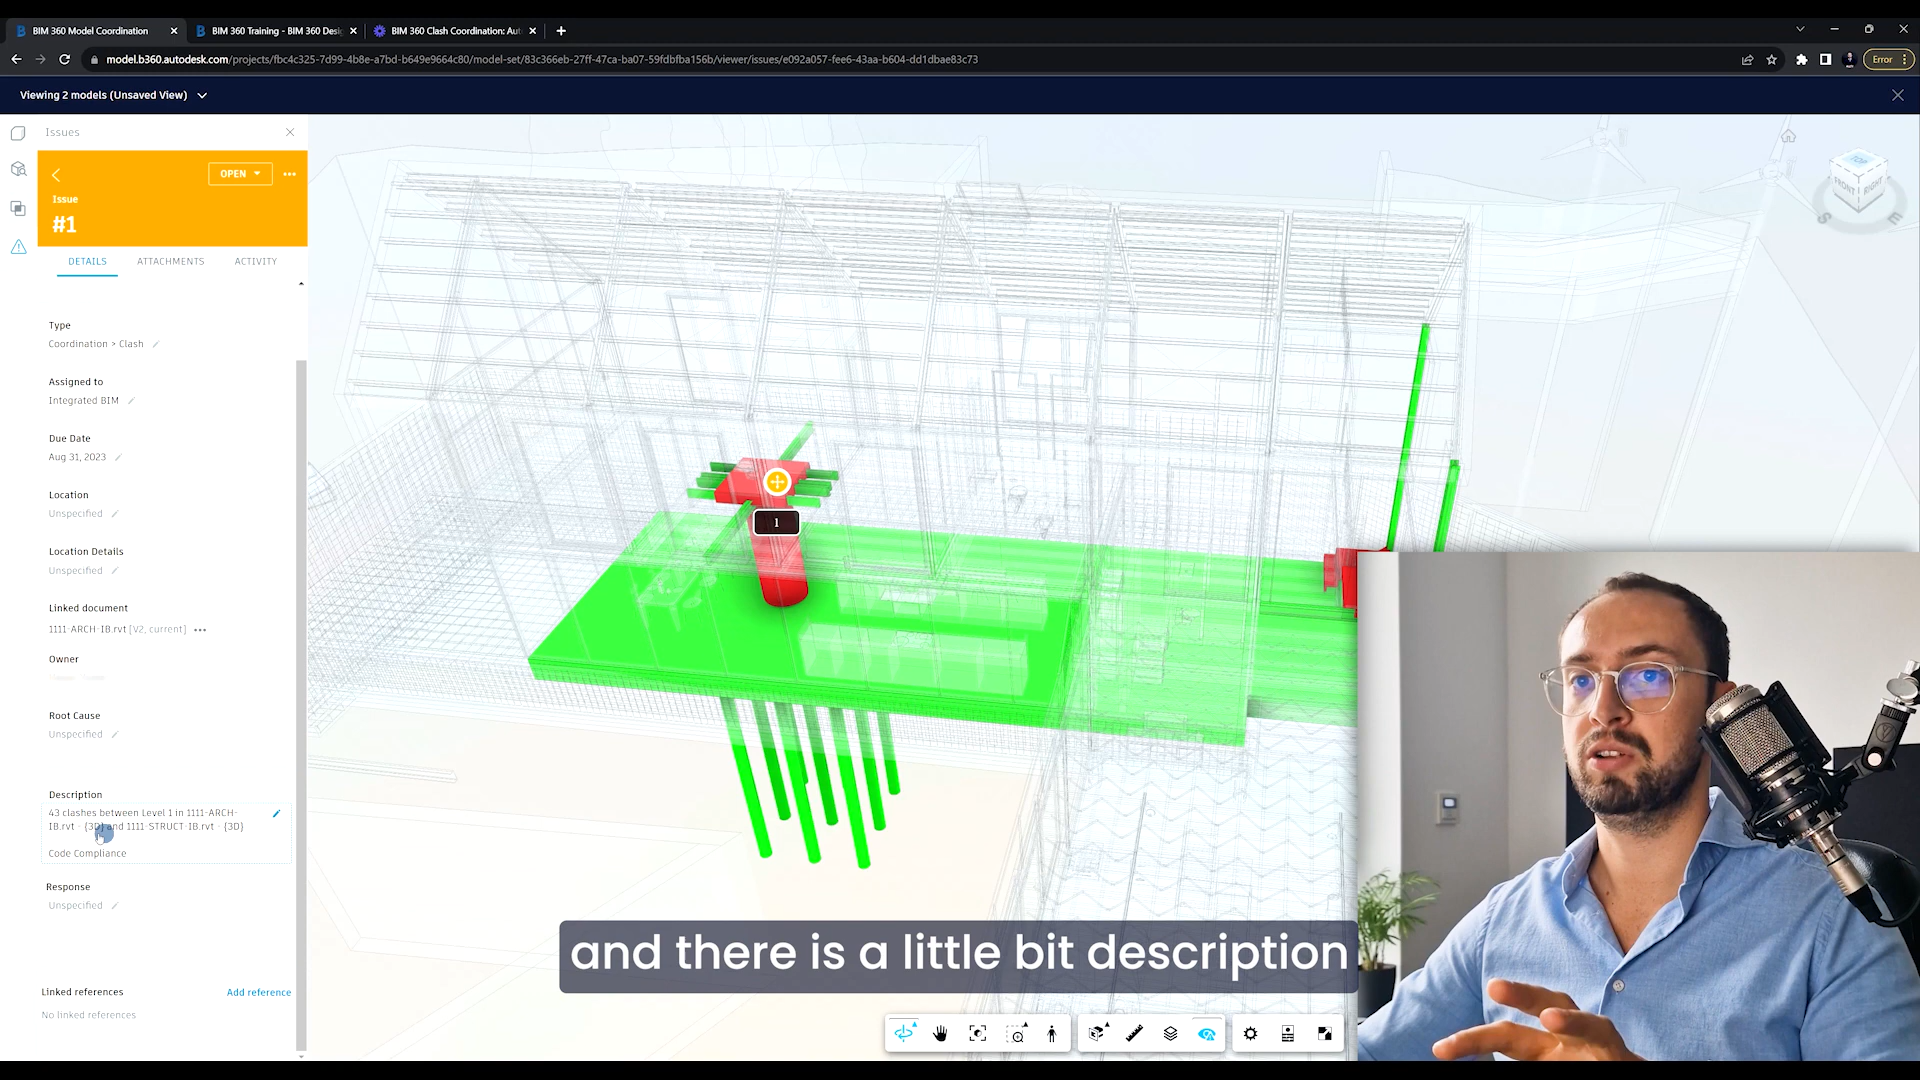 BIM 360 Model Coordination
BIM 360 Training - BIM 360 Desi
BIM 360 Clash Coordination: Aut
model.b360.autodesk.com/projects/fbc4c325-7d99-4b8e-a7bd-b649e9664c80/model-set/83c366eb-27ff-47ca-ba07-59fdbfba156b/viewer/issues/e092a057-fee6-43aa-b604-dd1dbae83c73
Error
Viewing 2 models (Unsaved View)
Issues
OPEN
Issue
#1
DETAILS
ATTACHMENTS
ACTIVITY
Type
Coordination > Clash
Assigned to
Integrated BIM
Due Date
Aug 31, 2023
Location
Unspecified
Location Details
Unspecified
Linked document
1111-ARCH-IB.rvt [V2, current]
Owner
Root Cause
Unspecified
Description
43 clashes between Level 1 in 1111-ARCH-
IB.rvt - {3D} and 1111-STRUCT-IB.rvt - {3D}
Code Compliance
Response
Unspecified
Linked references
Add reference
No linked references
1
TOP
FRONT
RIGHT
S
E
and there is a little bit description